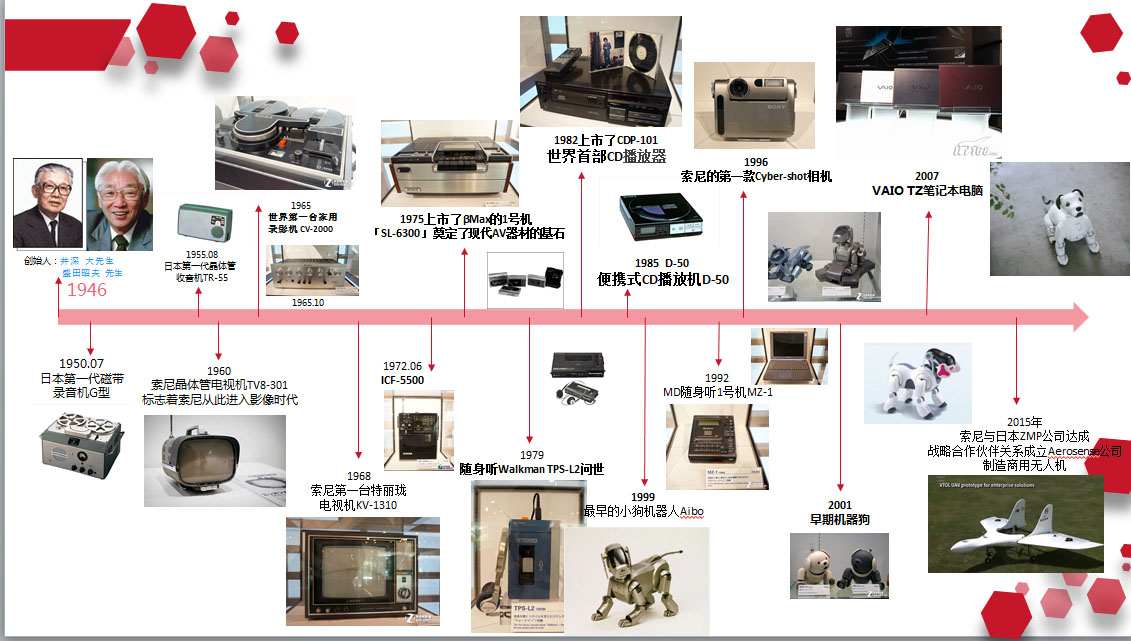 1982上市了CDP-101
世界首部CD播放器
1996
索尼的第一款Cyber-shot相机
2007
VAIO TZ笔记本电脑
1965
世界第一台家用
录影机 CV-2000
1975上市了βMax的1号机
「SL-6300」奠定了现代AV器材的基石
1955.08
日本第一代晶体管
收音机TR-55
创始人：井深 大先生
盛田昭夫 先生
1946
1965.10
1985 D-50
便携式CD播放机D-50
1950.07
日本第一代磁带
录音机G型
1960
索尼晶体管电视机TV8-301
标志着索尼从此进入影像时代
1972.06
ICF-5500
1992
MD随身听1号机MZ-1
1968
索尼第一台特丽珑
电视机KV-1310
1979
随身听Walkman TPS-L2问世
1999
最早的小狗机器人Aibo
2001
早期机器狗
2015年
索尼与日本ZMP公司达成
战略合作伙伴关系成立Aerosense公司
制造商用无人机
VTOL UAV prototype for enterprise solutions
SONY
VAIO
MZ-1
STEREO
TPS-L2